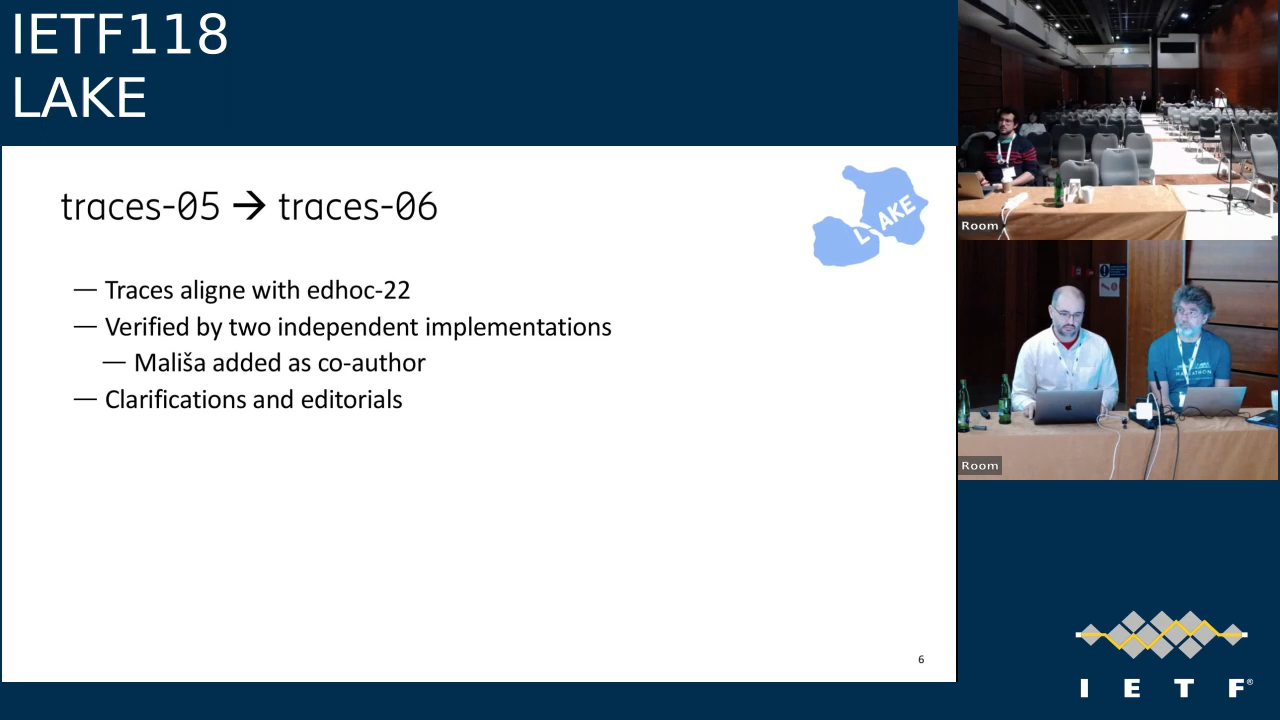 IETF118
LAKE
traces-05 → traces-06
LAKE
— Traces aligne with edhoc-22
— Verified by two independent implementations
— Mališa added as co-author
— Clarifications and editorials
6
Room
Room
HACKATHON
I E T F®